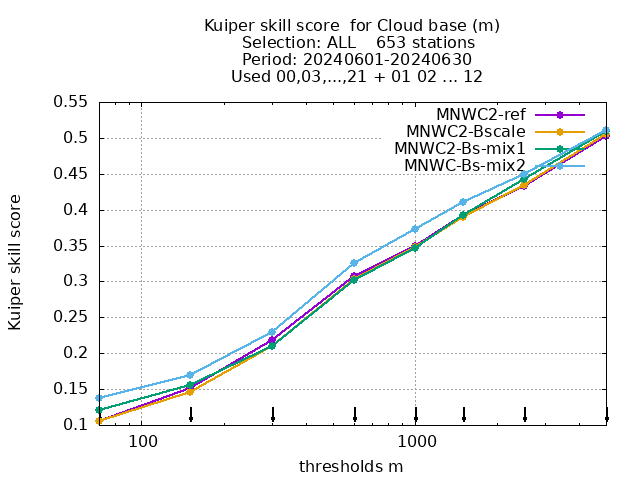 Kuiper skill score  for Cloud base (m)
Selection: ALL    653 stations
Period: 20240601-20240630
Used 00,03,...,21 + 01 02 ... 12
MNWC2-ref
MNWC2-Bscale
MNWC2-Bs-mix1
MNWC-Bs-mix2
Kuiper skill score
0.55
0.5
0.45
0.4
0.35
0.3
0.25
0.2
0.15
0.1
100 1000
thresholds m